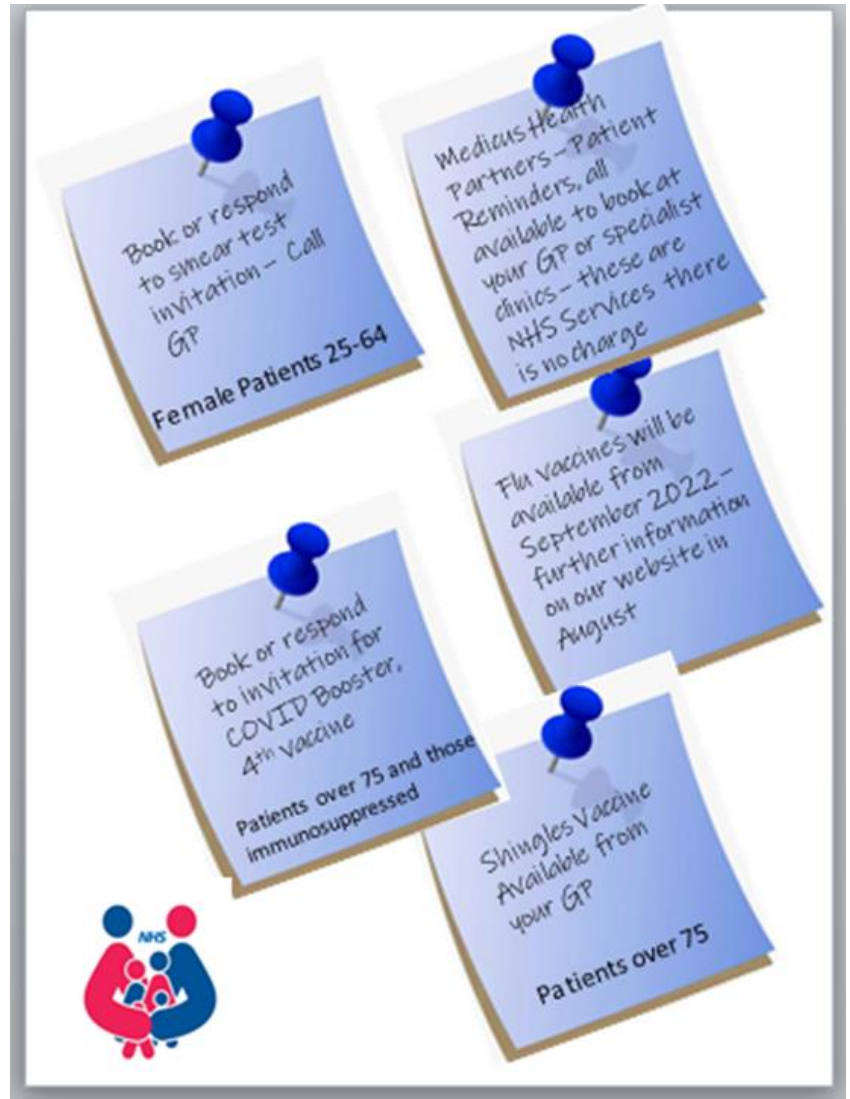 Book or respond
to smear test
invitation – Call
GP
Female Patients 25-64
Medicus Health
Partners – Patient
Reminders, all
available to book at
your GP or specialist
clinics – these are
NHS Services there
is no charge
Flu vaccines will be
available from
September 2022 –
further information
on our website in
August
Book or respond
to invitation for
COVID Booster,
4th vaccine
Patients over 75 and those
immunosuppressed
Shingles Vaccine
Available from
your GP
Patients over 75
NHS